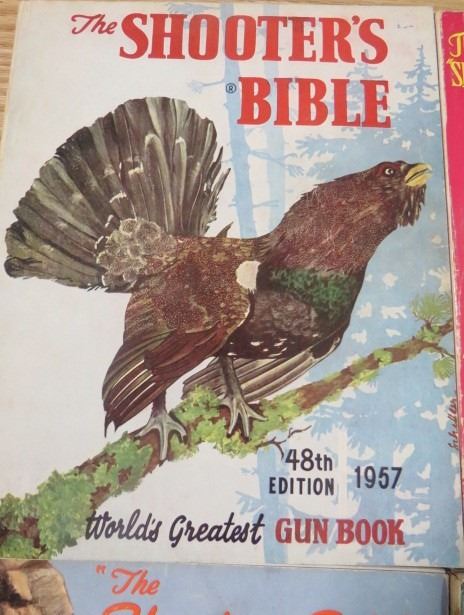 The SHOOTER'S
® BIBLE
48th
EDITION 1957
World's Greatest GUN BOOK
"The